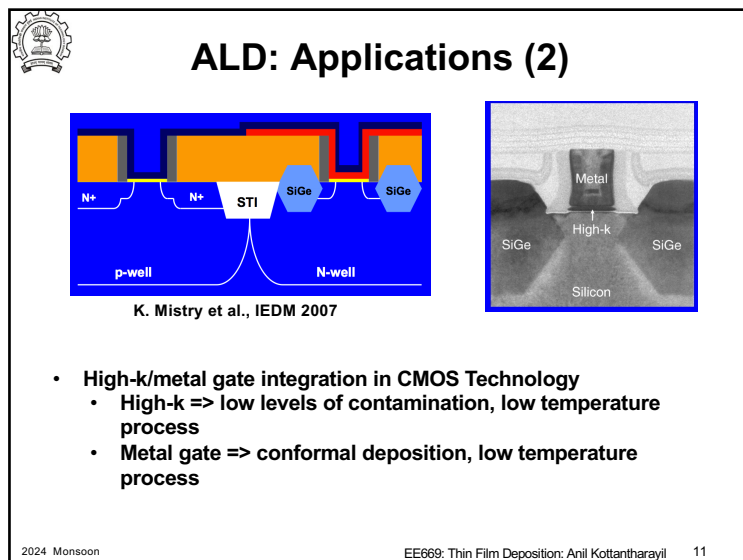 ALD: Applications (2)
N+
N+
STI
SiGe
SiGe
p-well
N-well
K. Mistry et al., IEDM 2007
Metal
High-k
SiGe
SiGe
Silicon
• High-k/metal gate integration in CMOS Technology
• High-k => low levels of contamination, low temperature
process
• Metal gate => conformal deposition, low temperature
process
2024 Monsoon
EE669: Thin Film Deposition: Anil Kottantharayil
11